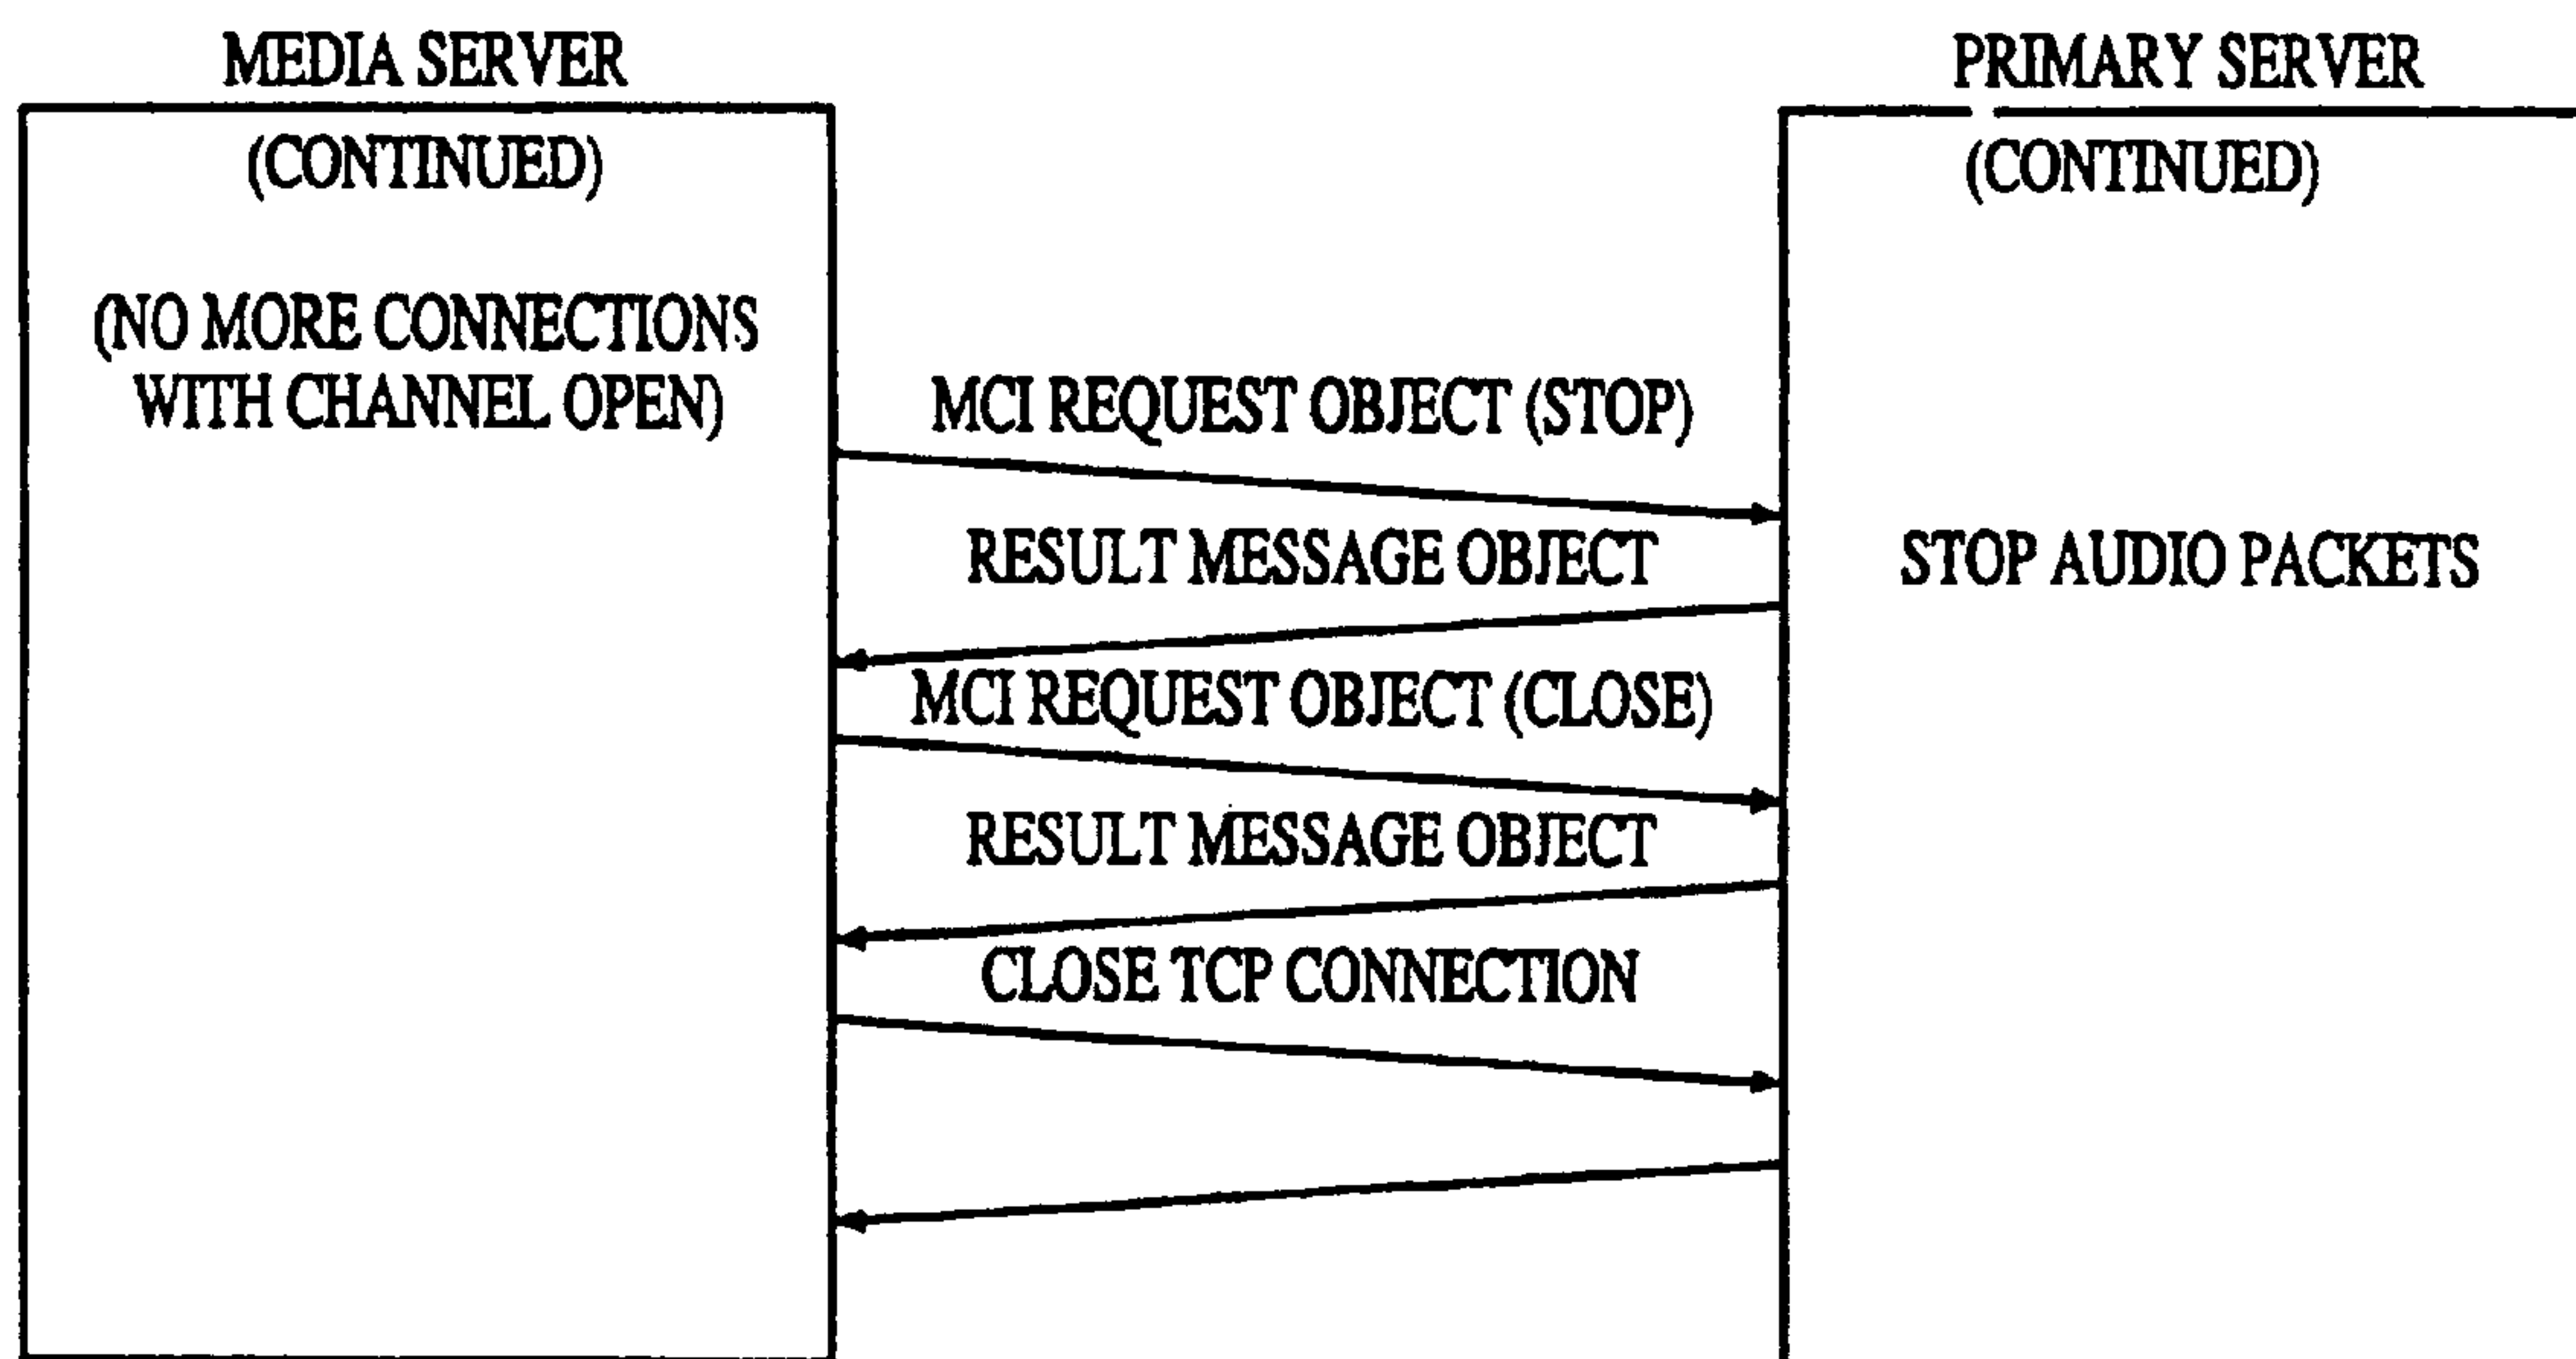 MEDIA SERVER
(CONTINUED)
(NO MORE CONNECTIONS
WITH CHANNEL OPEN)
MCI REQUEST OBJECT (STOP)
RESULT MESSAGE OBJECT
MCI REQUEST OBJECT (CLOSE)
RESULT MESSAGE OBJECT
CLOSE TCP CONNECTION
PRIMARY SERVER
(CONTINUED)
STOP AUDIO PACKETS